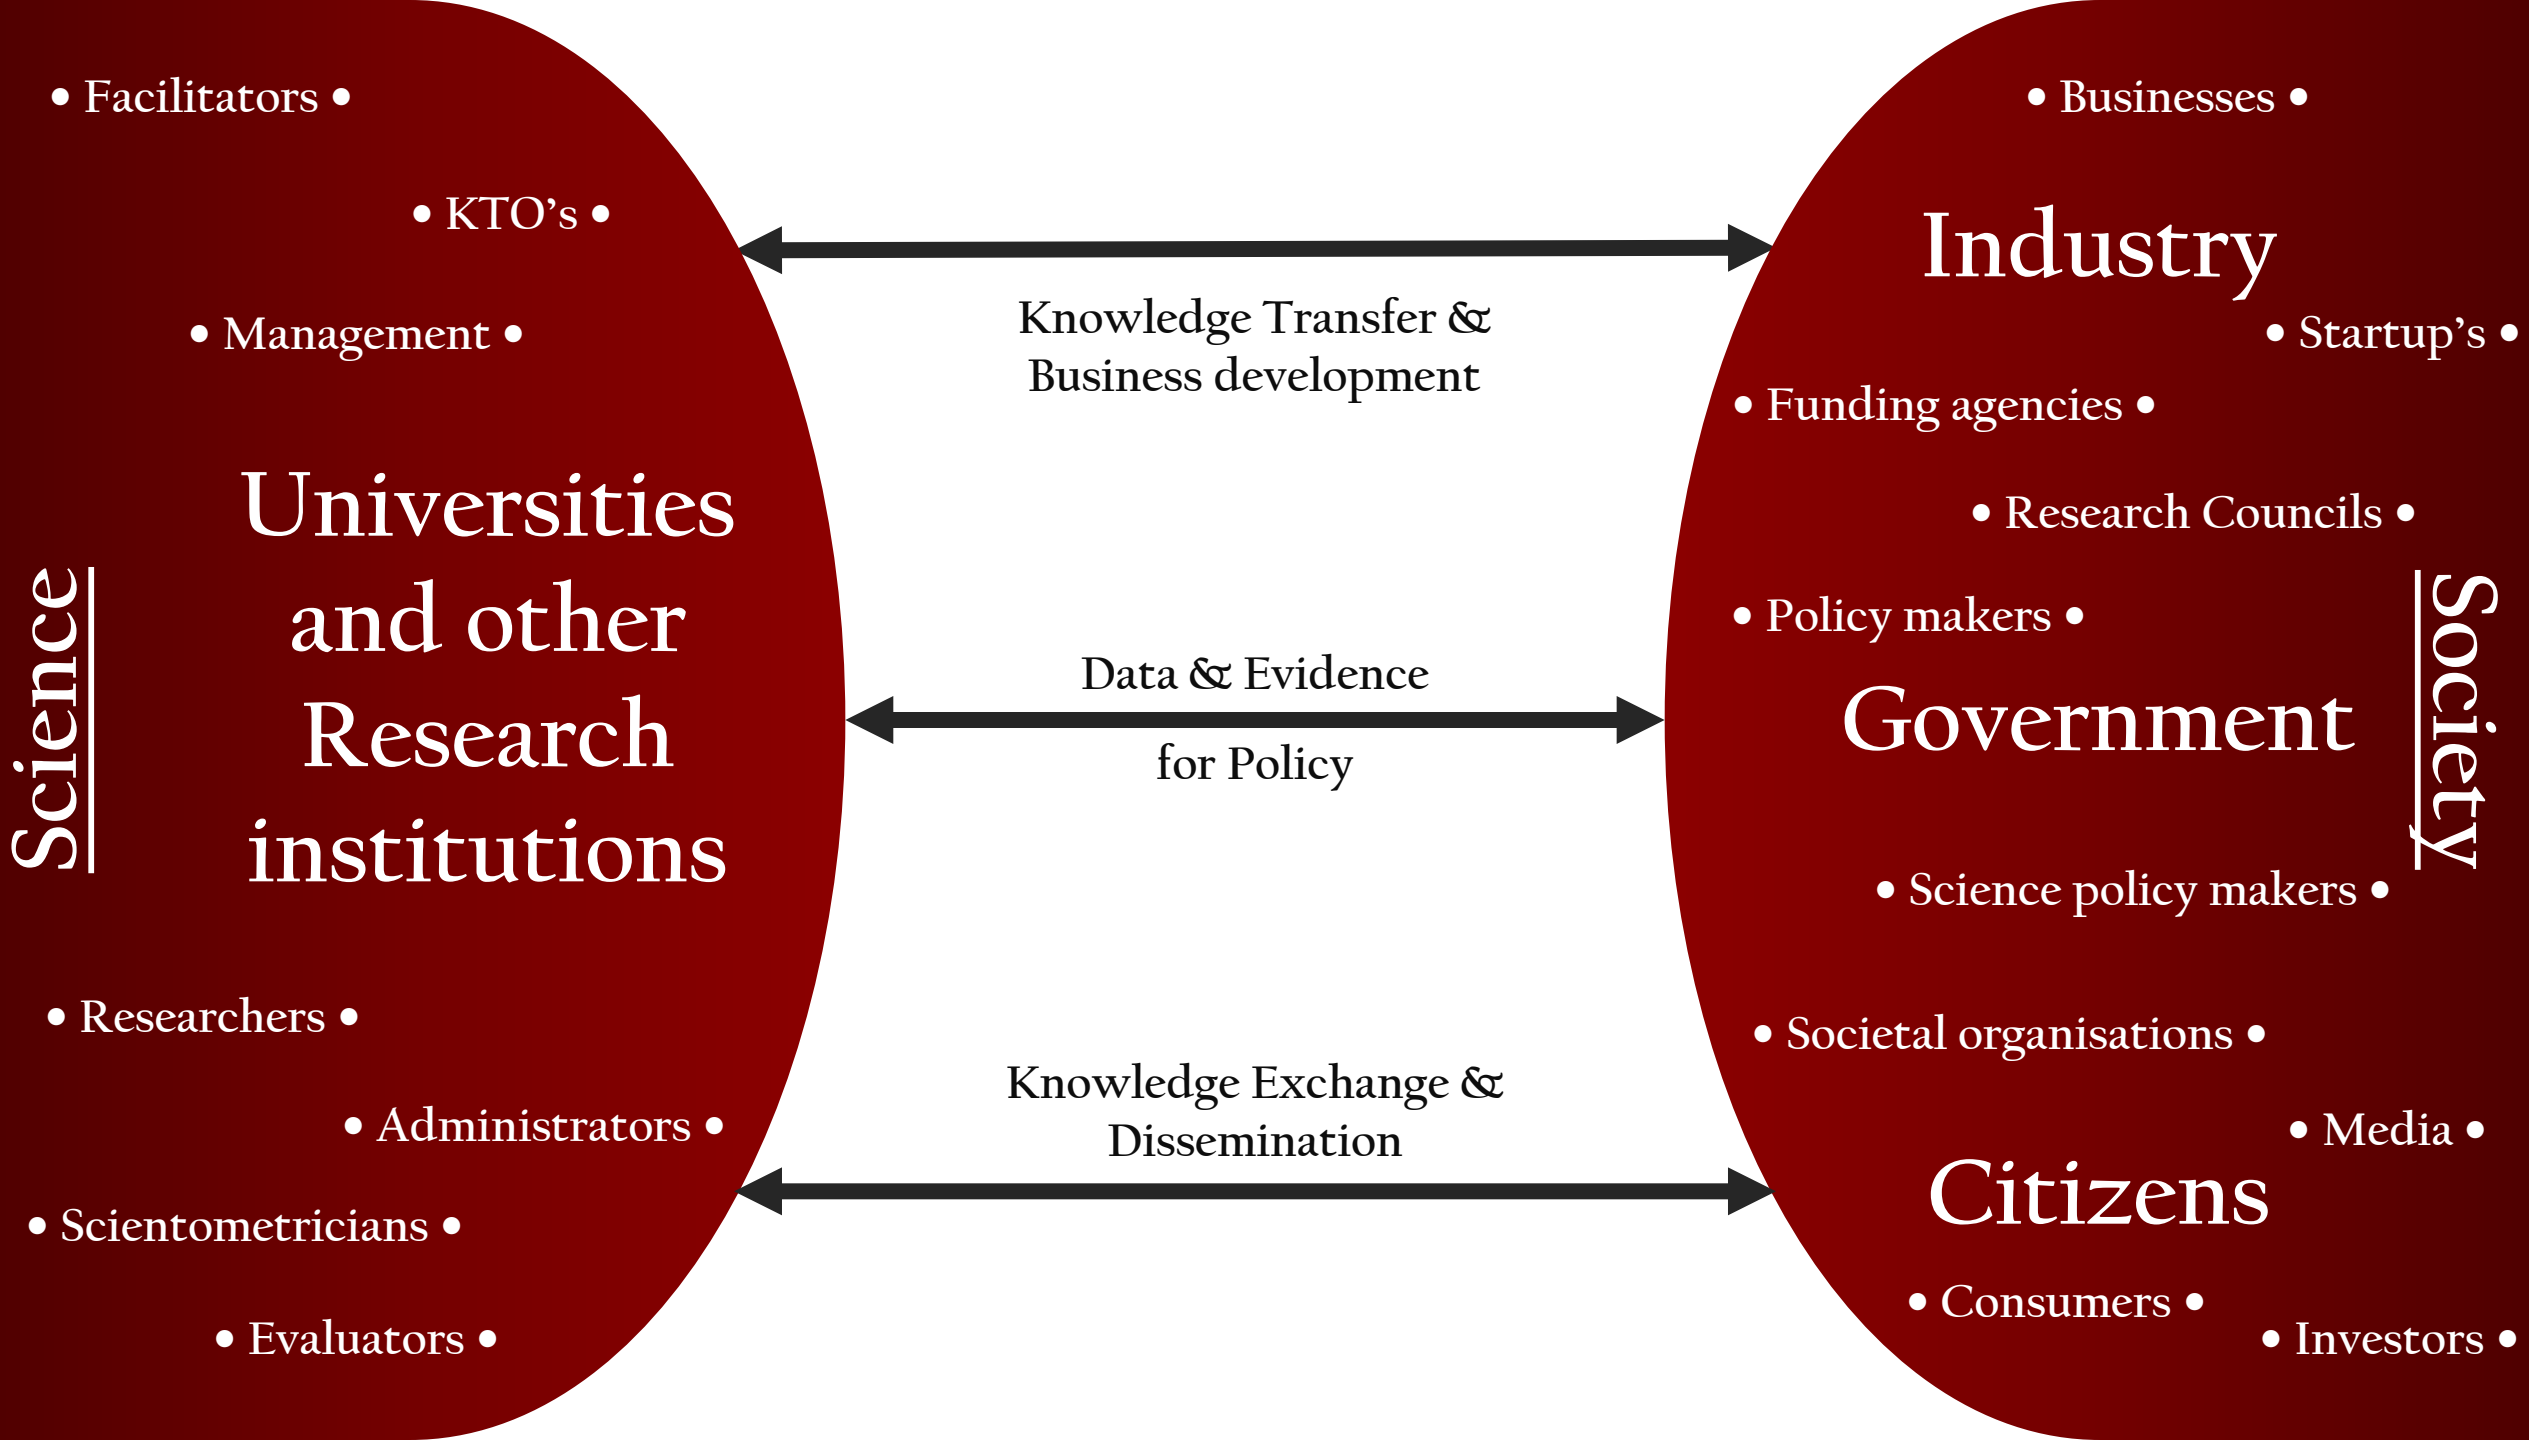 • Facilitators •
• KTO’s •
• Management •
Universities
and other
Research
institutions
Science
• Researchers •
• Administrators •
• Scientometricians •
• Evaluators •
Knowledge Transfer &
Business development
Data & Evidence
for Policy
Knowledge Exchange &
Dissemination
• Businesses •
Industry
• Startup’s •
• Funding agencies •
• Research Councils •
• Policy makers •
Government
Society
• Science policy makers •
• Societal organisations •
• Media •
Citizens
• Consumers •
• Investors •